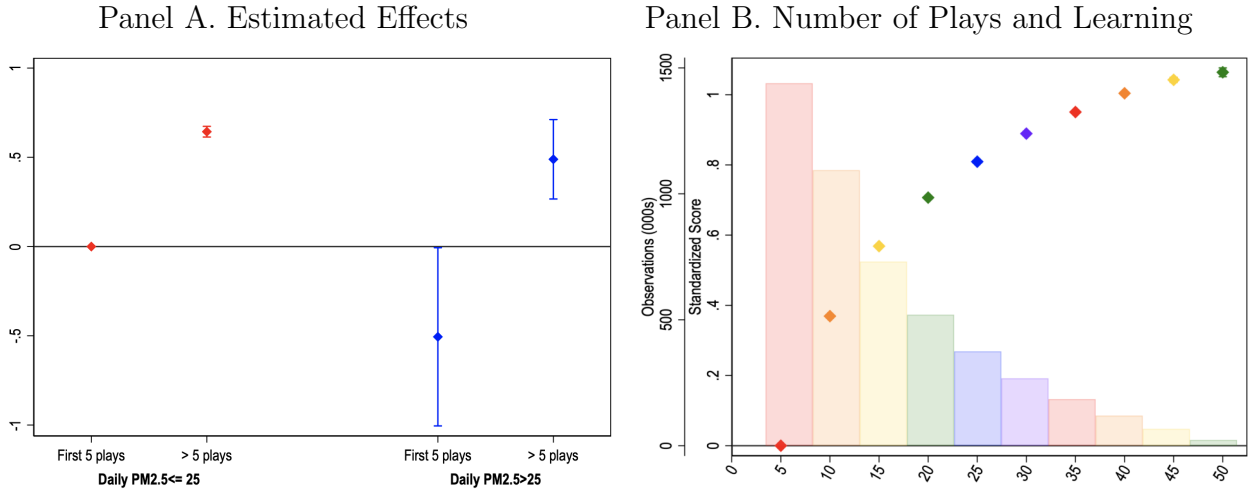 Panel A. Estimated Effects
1
.5
0
-.5
-1
First 5 plays
> 5 plays
First 5 plays
> 5 plays
Daily PM2.5<= 25
Daily PM2.5>25
Panel B. Number of Plays and Learning
Observations (000s)
1500
1000
500
0
Standardized Score
1
.8
.6
.4
.2
0
0
5
10
15
20
25
30
35
40
45
50